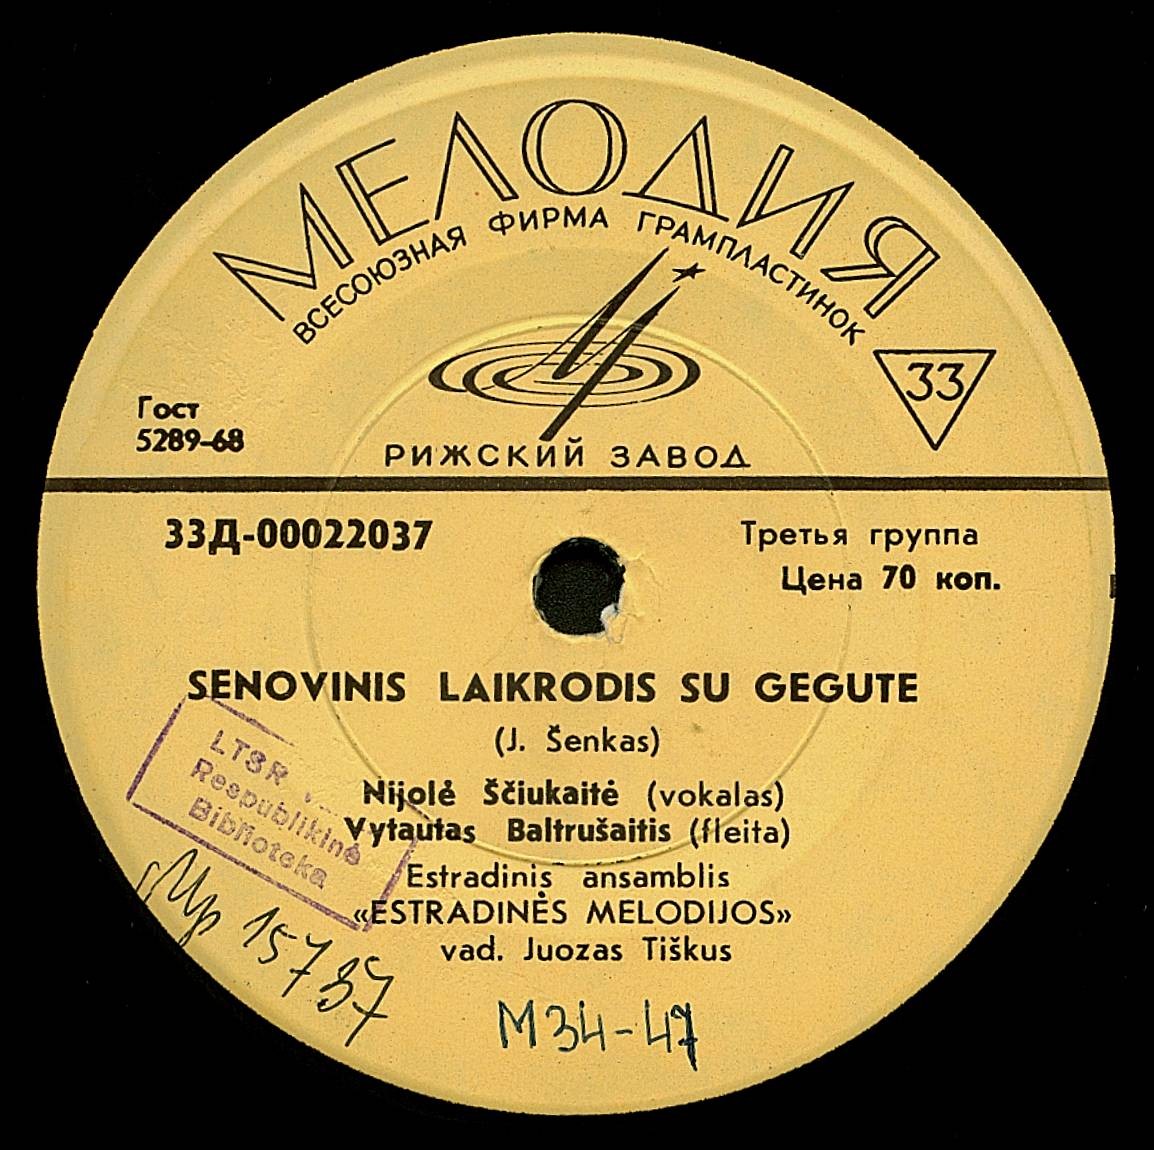 МЕЛОДИЯ
ВСЕСОЮЗНАЯ ФИРМА ГРАМПЛАСТИНОК
33
Гост
5289-68
РИЖСКИЙ ЗАВОД
33Д-00022037
Третья группа
Цена 70 коп.
SENOVINIS LAIKRODIS SU GEGUTE
(J. Šenkas)
Nijolė Ščiukaitė (vokalas)
Vytautas Baltrušaitis (fleita)
Estradinis ansamblis
«ESTRADINĖS MELODIJOS»
vad. Juozas Tiškus
LTSR
Respublikinė
Biblioteka
Mp 15787
M34-47